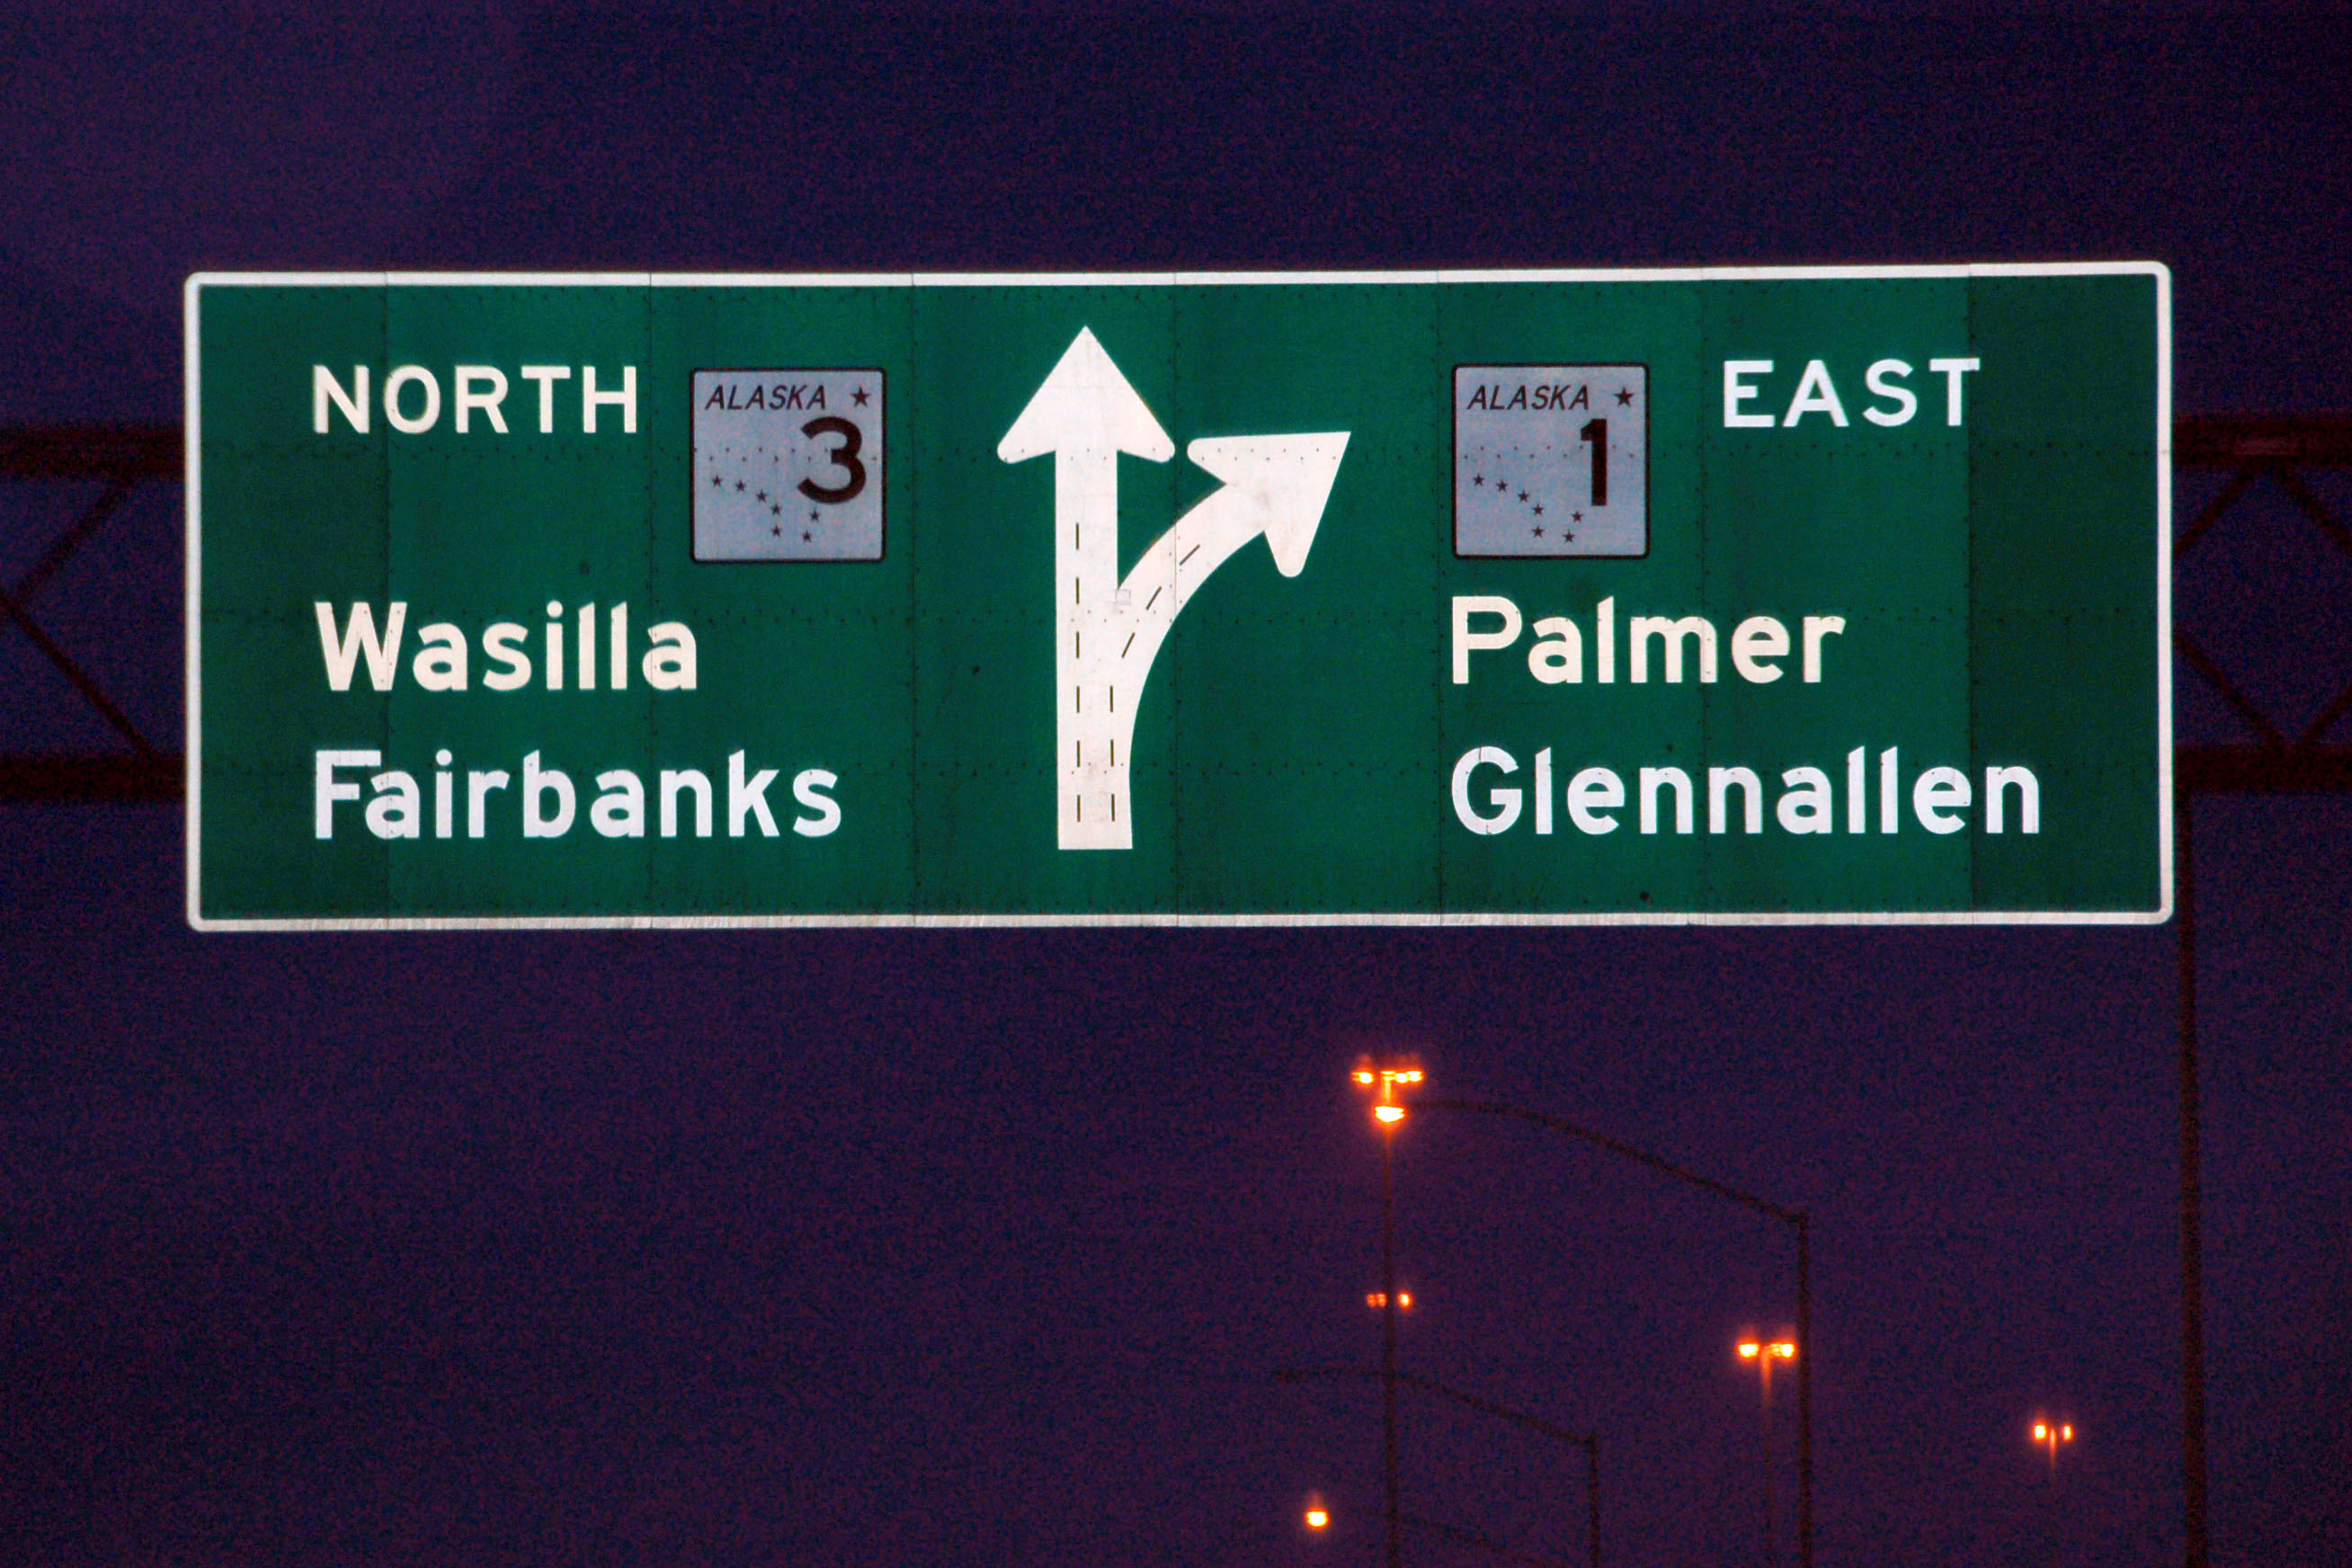 NORTH
ALASKA
3
Wasilla
Fairbanks
ALASKA
1
EAST
Palmer
Glennallen